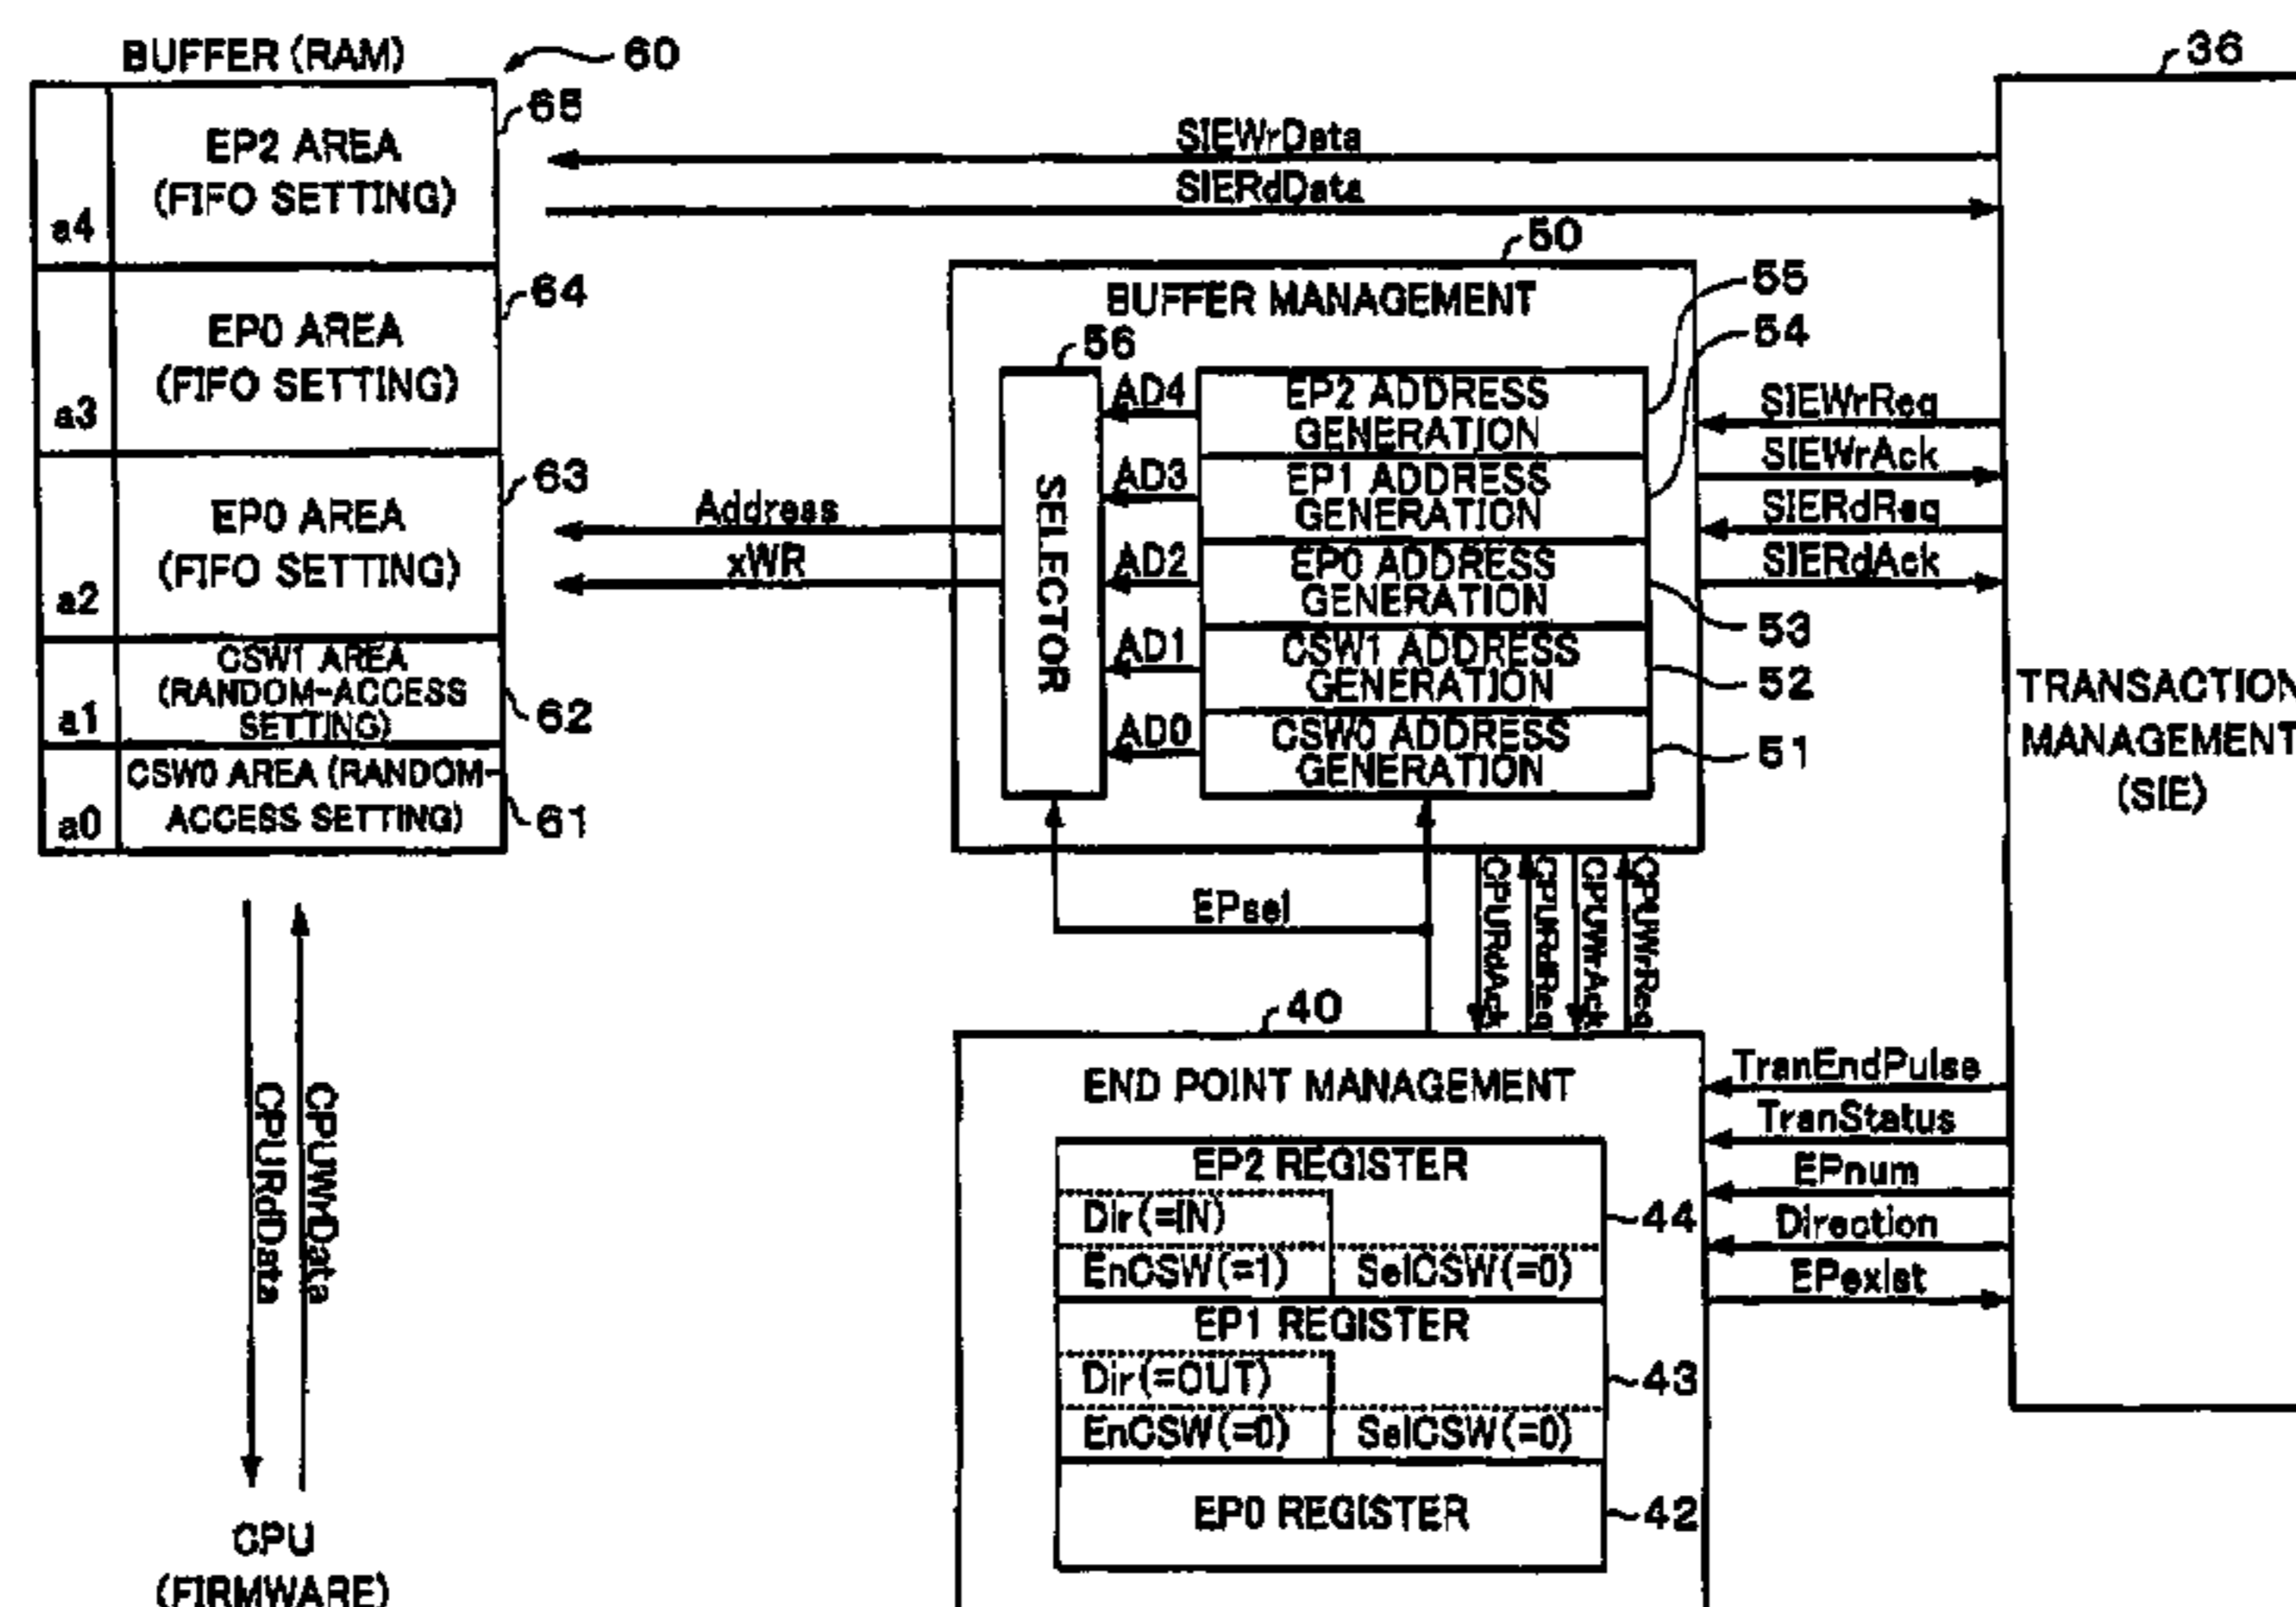 BUFFER (RAM)
60
65
EP2 AREA
(FIFO SETTING)
a4
64
EP0 AREA
(FIFO SETTING)
a3
63
EP0 AREA
(FIFO SETTING)
a2
CSW1 AREA
(RANDOM-ACCESS
SETTING)
a1
62
CSW0 AREA (RANDOM-
ACCESS SETTING)
a0
61
CPURdData
CPUWrData
CPU
(FIRMWARE)
SIEWrData
SIERdData
Address
xWR
50
BUFFER MANAGEMENT
56
SELECTOR
AD4
AD3
AD2
AD1
AD0
EP2 ADDRESS
GENERATION
EP1 ADDRESS
GENERATION
EP0 ADDRESS
GENERATION
CSW1 ADDRESS
GENERATION
CSW0 ADDRESS
GENERATION
55
54
53
52
51
SIEWrReq
SIEWrAck
SIERdReq
SIERdAck
36
TRANSACTION
MANAGEMENT
(SIE)
EPsel
CPURdAck
CPURdReq
CPUWrAck
CPUWrReq
40
END POINT MANAGEMENT
EP2 REGISTER
Dir(=IN)
EnCSW(=1)
SelCSW(=0)
44
EP1 REGISTER
Dir(=OUT)
EnCSW(=0)
SelCSW(=0)
43
EP0 REGISTER
42
TranEndPulse
TranStatus
EPnum
Direction
EPexist